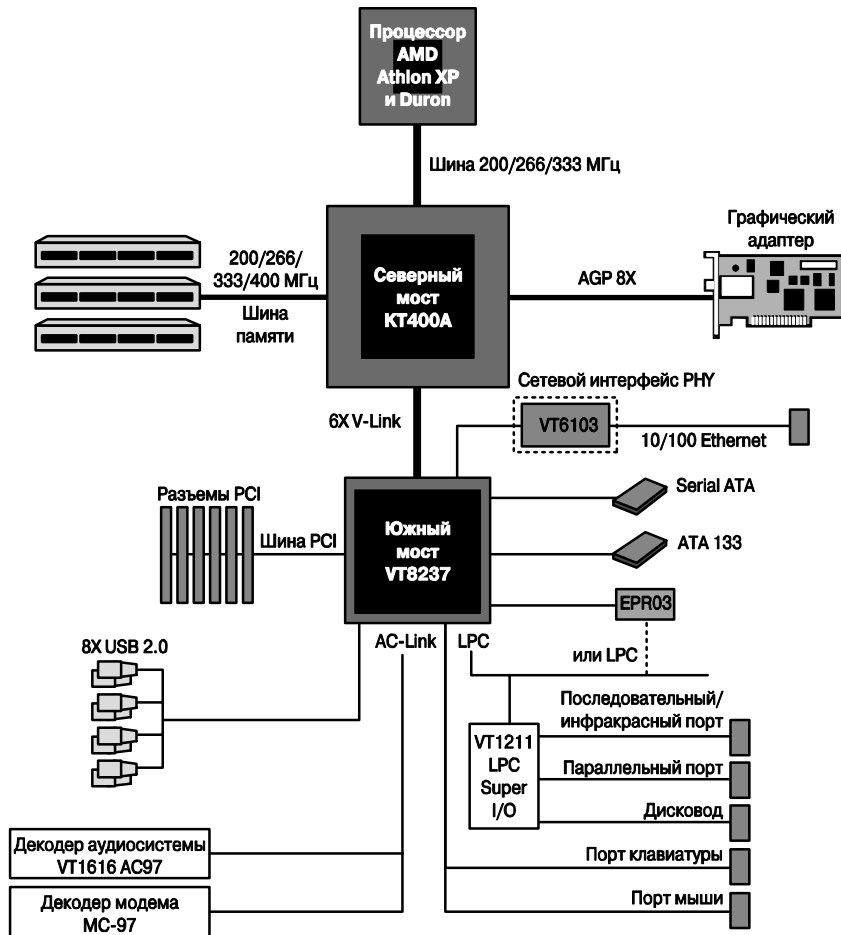 Процессор
AMD
Athlon XP
и Duron
Шина 200/266/333 МГц
200/266/
333/400 МГц
Шина
памяти
Северный
мост
КТ400А
AGP 8X
Графический
адаптер
6X V-Link
Сетевой интерфейс PHY
VT6103
10/100 Ethernet
Разъемы PCI
Шина PCI
Южный
мост
VT8237
Serial ATA
ATA 133
EPR03
8X USB 2.0
AC-Link
LPC
или LPC
VT1211
LPC
Super
I/O
Последовательный/
инфракрасный порт
Параллельный порт
Дисковод
Порт клавиатуры
Порт мыши
Декодер аудиосистемы
VT1616 AC97
Декодер модема
MC-97